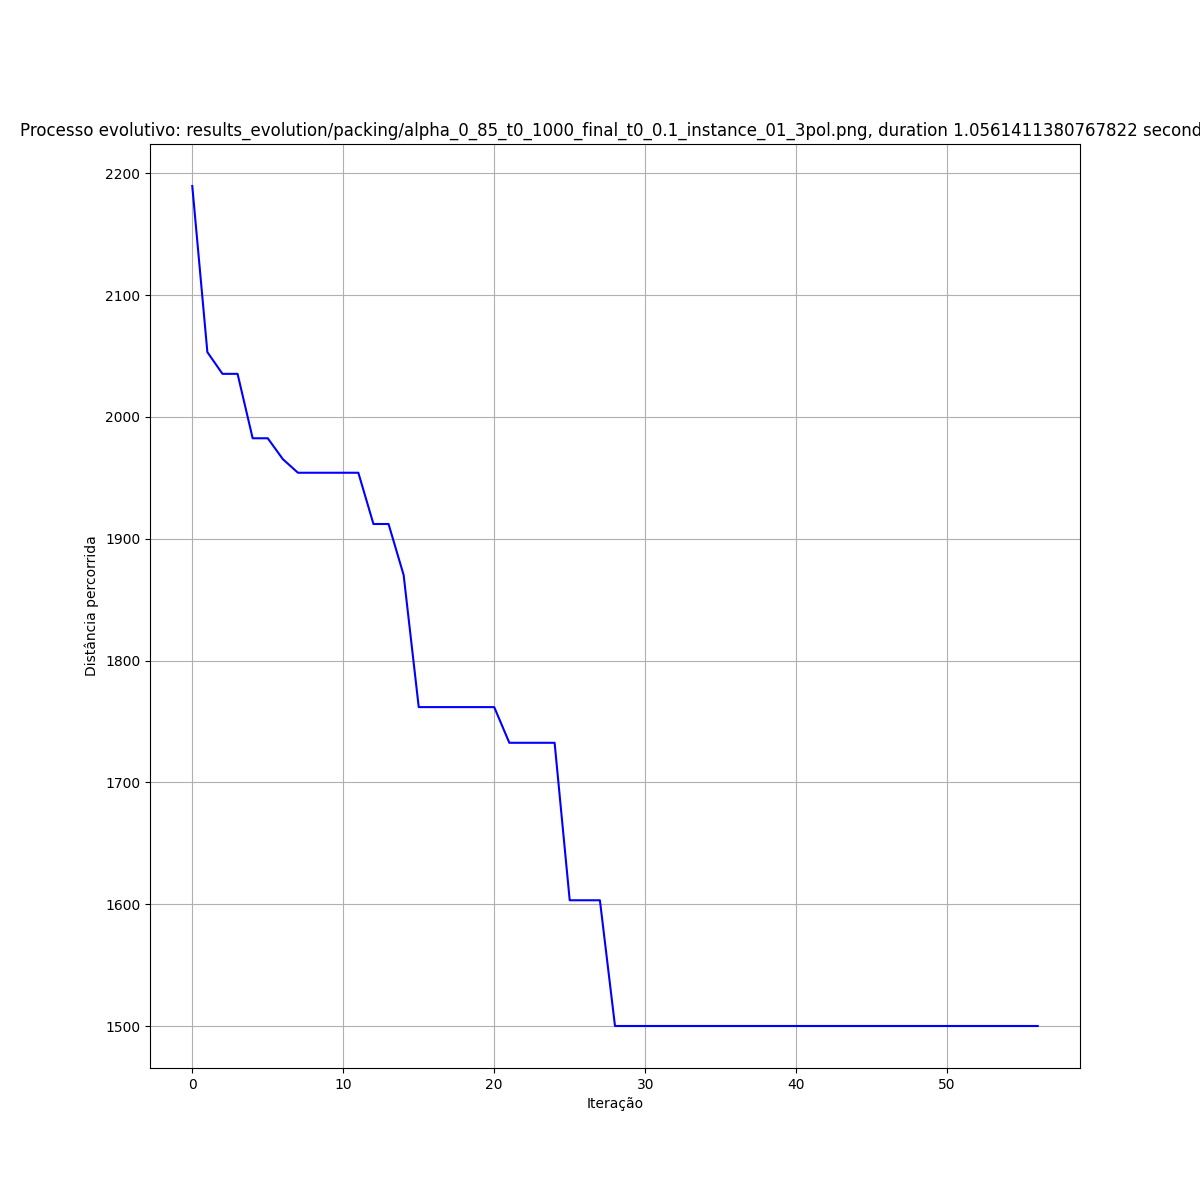 Processo evolutivo: results_evolution/packing/alpha_0_85_t0_1000_final_t0_0.1_instance_01_3pol.png, duration 1.0561411380767822 second
2200
2100
2000
1900
1800
1700
1600
1500
Distância percorrida
0 10 20 30 40 50
Iteração